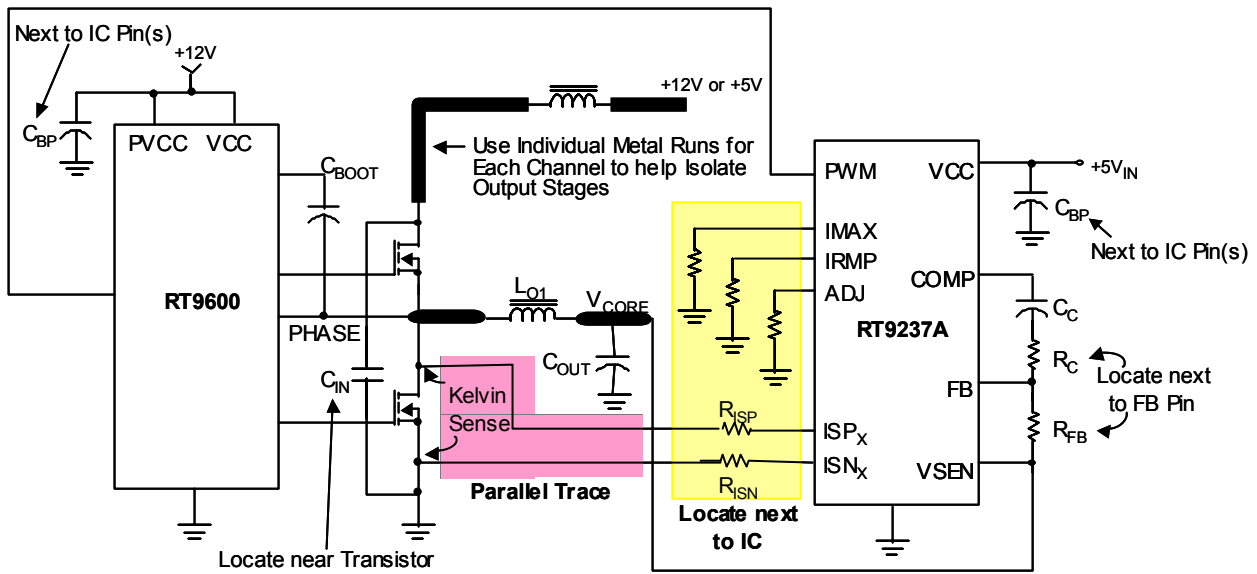 Next to IC Pin(s)
+12V
CBP
PVCC VCC
CBOOT
RT9600
PHASE
CIN
Locate near Transistor
+12V or +5V
Use Individual Metal Runs for
Each Channel to help Isolate
Output Stages
LO1
VCORE
COUT
Kelvin
Sense
Parallel Trace
RISP
RISN
Locate next
to IC
PWM VCC
IMAX
IRMP
ADJ
COMP
RT9237A
FB
ISPX
ISNX
VSEN
+5VIN
CBP
Next to IC Pin(s)
CC
RC
RFB
Locate next
to FB Pin